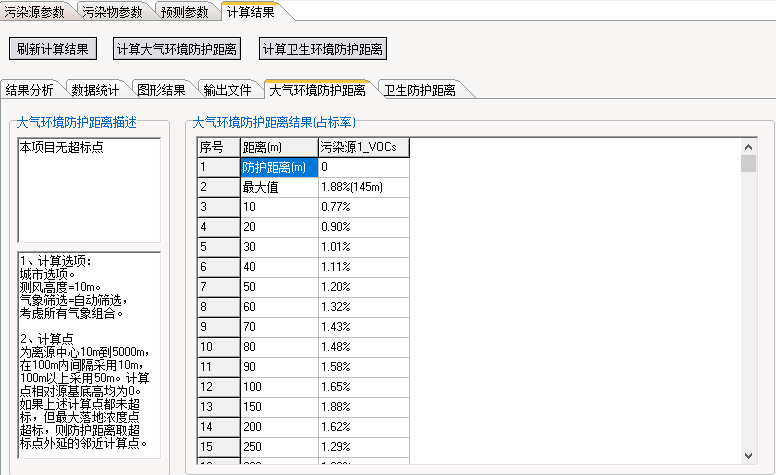 污染源参数 污染物参数 预测参数 计算结果
刷新计算结果 计算大气环境防护距离 计算卫生环境防护距离
结果分析 数据统计 图形结果 输出文件 大气环境防护距离 卫生防护距离
大气环境防护距离描述
本项目无超标点
1、计算选项:
城市选项。
测风高度=10m。
气象筛选=自动筛选,
考虑所有气象组合。
2、计算点
为离源中心10m到5000m,
在100m内间隔采用10m,
100m以上采用50m。计算
点相对源基底高均为0。
如果上述计算点都未超
标，但最大落地浓度点
超标，则防护距离取超
标点外延的邻近计算点。
大气环境防护距离结果(占标率)
序号 距离(m) 污染源1_VOCs
1 防护距离(m) 0
2 最大值 1.88%(145m)
3 10 0.77%
4 20 0.90%
5 30 1.01%
6 40 1.11%
7 50 1.20%
8 60 1.32%
9 70 1.43%
10 80 1.48%
11 90 1.58%
12 100 1.65%
13 150 1.88%
14 200 1.62%
15 250 1.29%